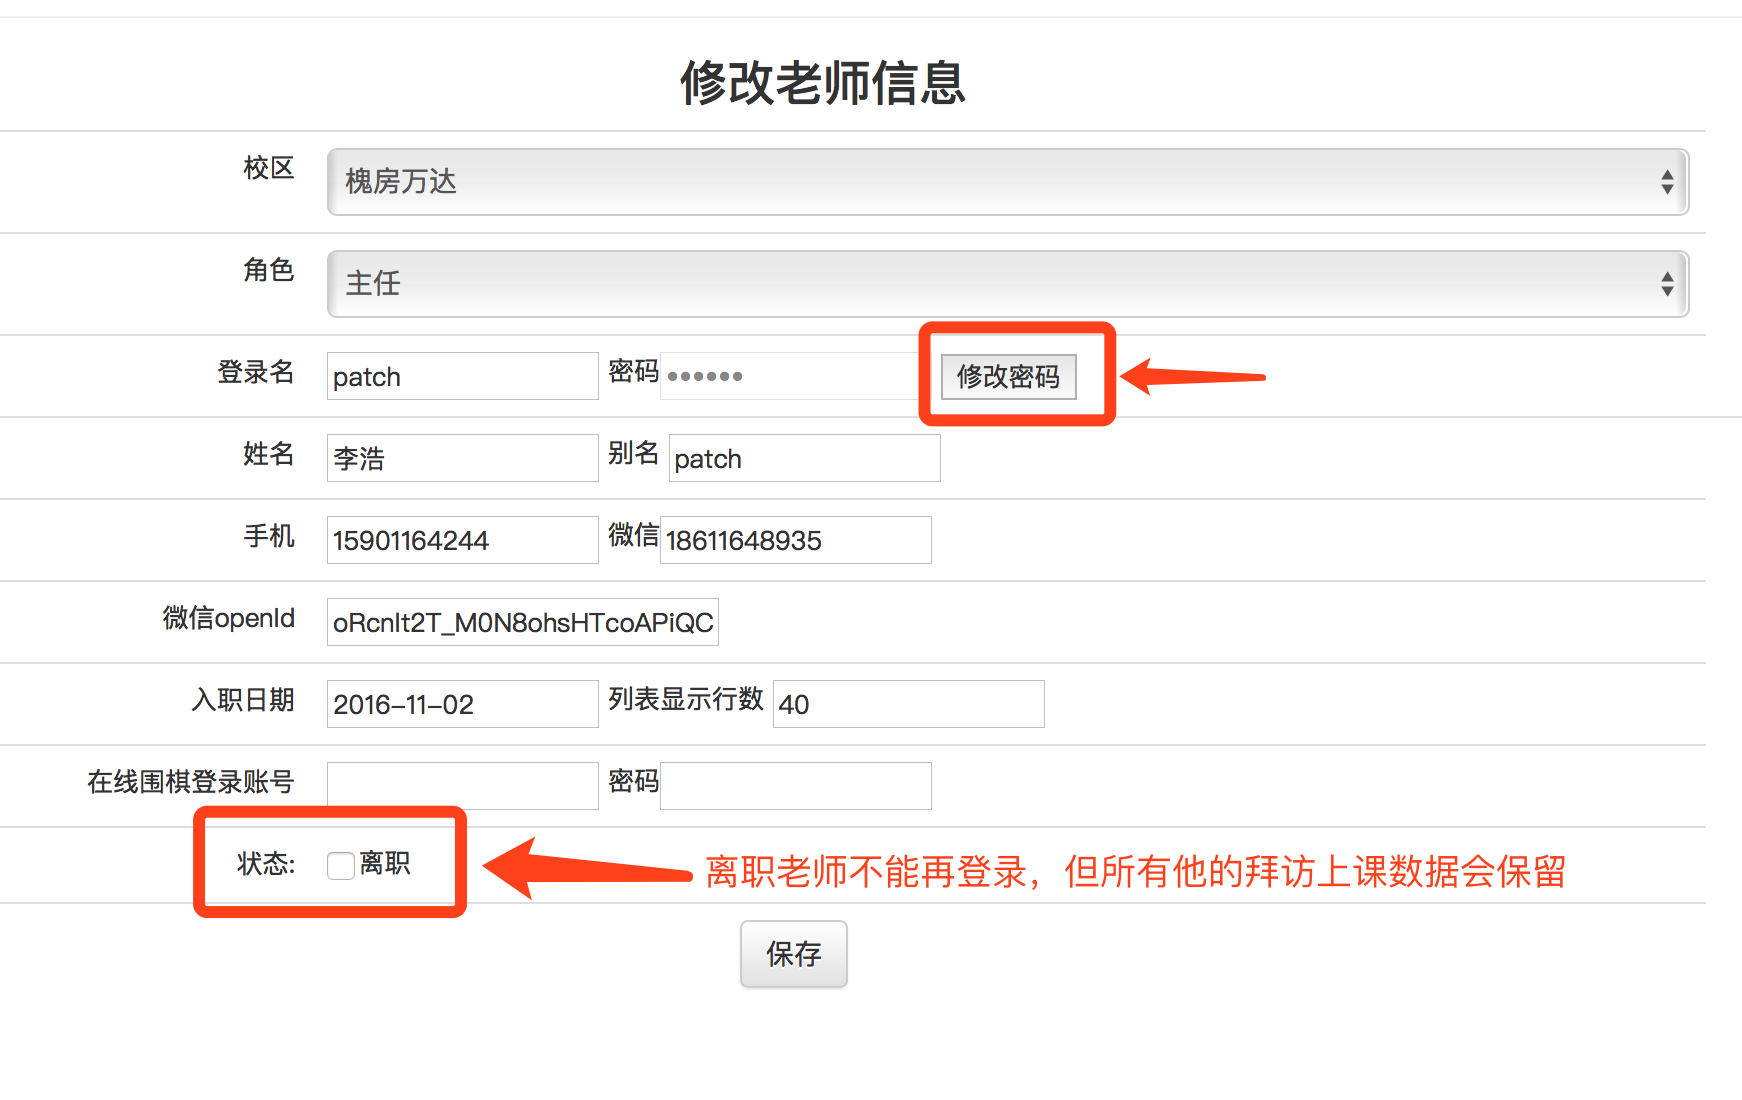 修改老师信息
校区 槐房万达
角色 主任
登录名 patch 密码 •••••• 修改密码
姓名 李浩 别名 patch
手机 15901164244 微信 18611648935
微信openId oRcnIt2T_M0N8ohsHTcoAPiQC
入职日期 2016-11-02 列表显示行数 40
在线围棋登录账号 密码
状态: 离职 离职老师不能再登录，但所有他的拜访上课数据会保留
保存